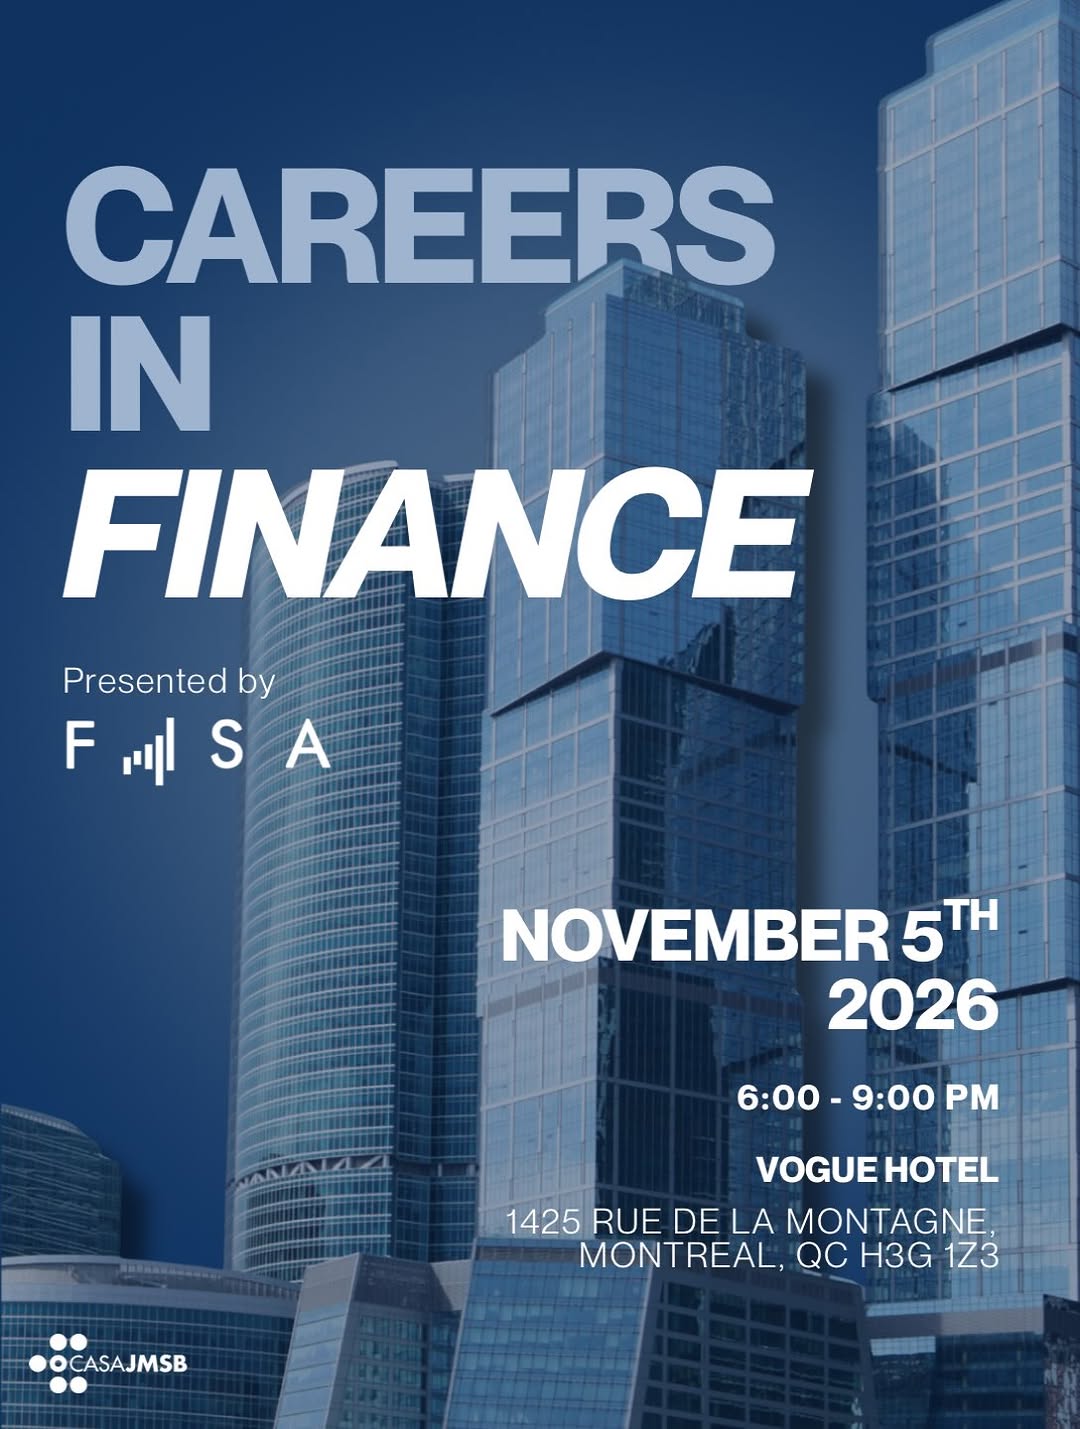 CAREERS
IN
FINANCE
Presented by
F SA
NOVEMBER 5TH
2026
6:00 - 9:00 PM
VOGUE HOTEL
1425 RUE DE LA MONTAGNE,
MONTREAL, QC H3G 1Z3
CASAJMSB